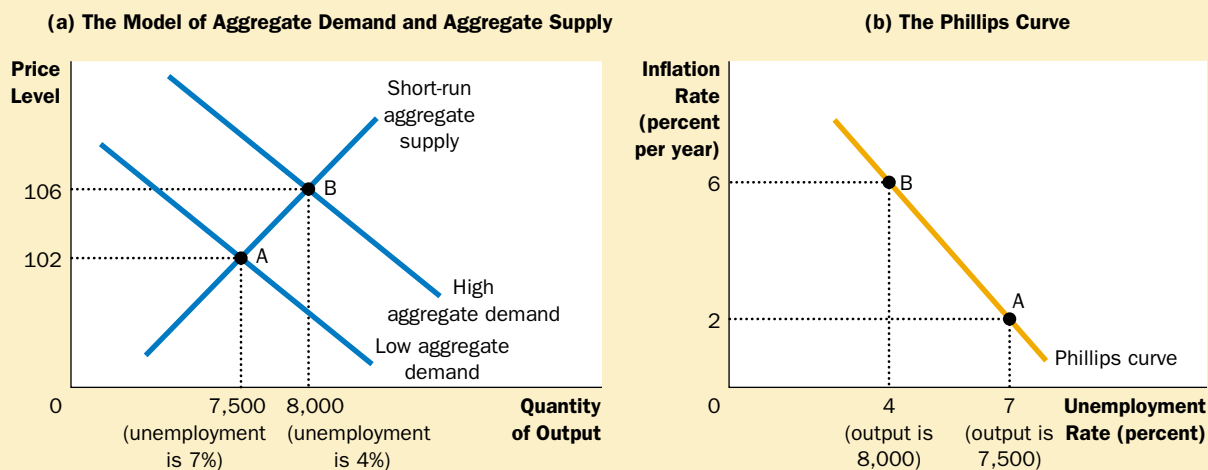 (a) The Model of Aggregate Demand and Aggregate Supply
Price
Level
Short-run
aggregate
supply
106
B
102
A
High
aggregate demand
Low aggregate
demand
0
7,500
(unemployment
is 7%)
8,000
(unemployment
is 4%)
Quantity
of Output
(b) The Phillips Curve
Inflation
Rate
(percent
per year)
6
B
A
2
Phillips curve
0
4
(output is
8,000)
7
(output is
7,500)
Unemployment
Rate (percent)